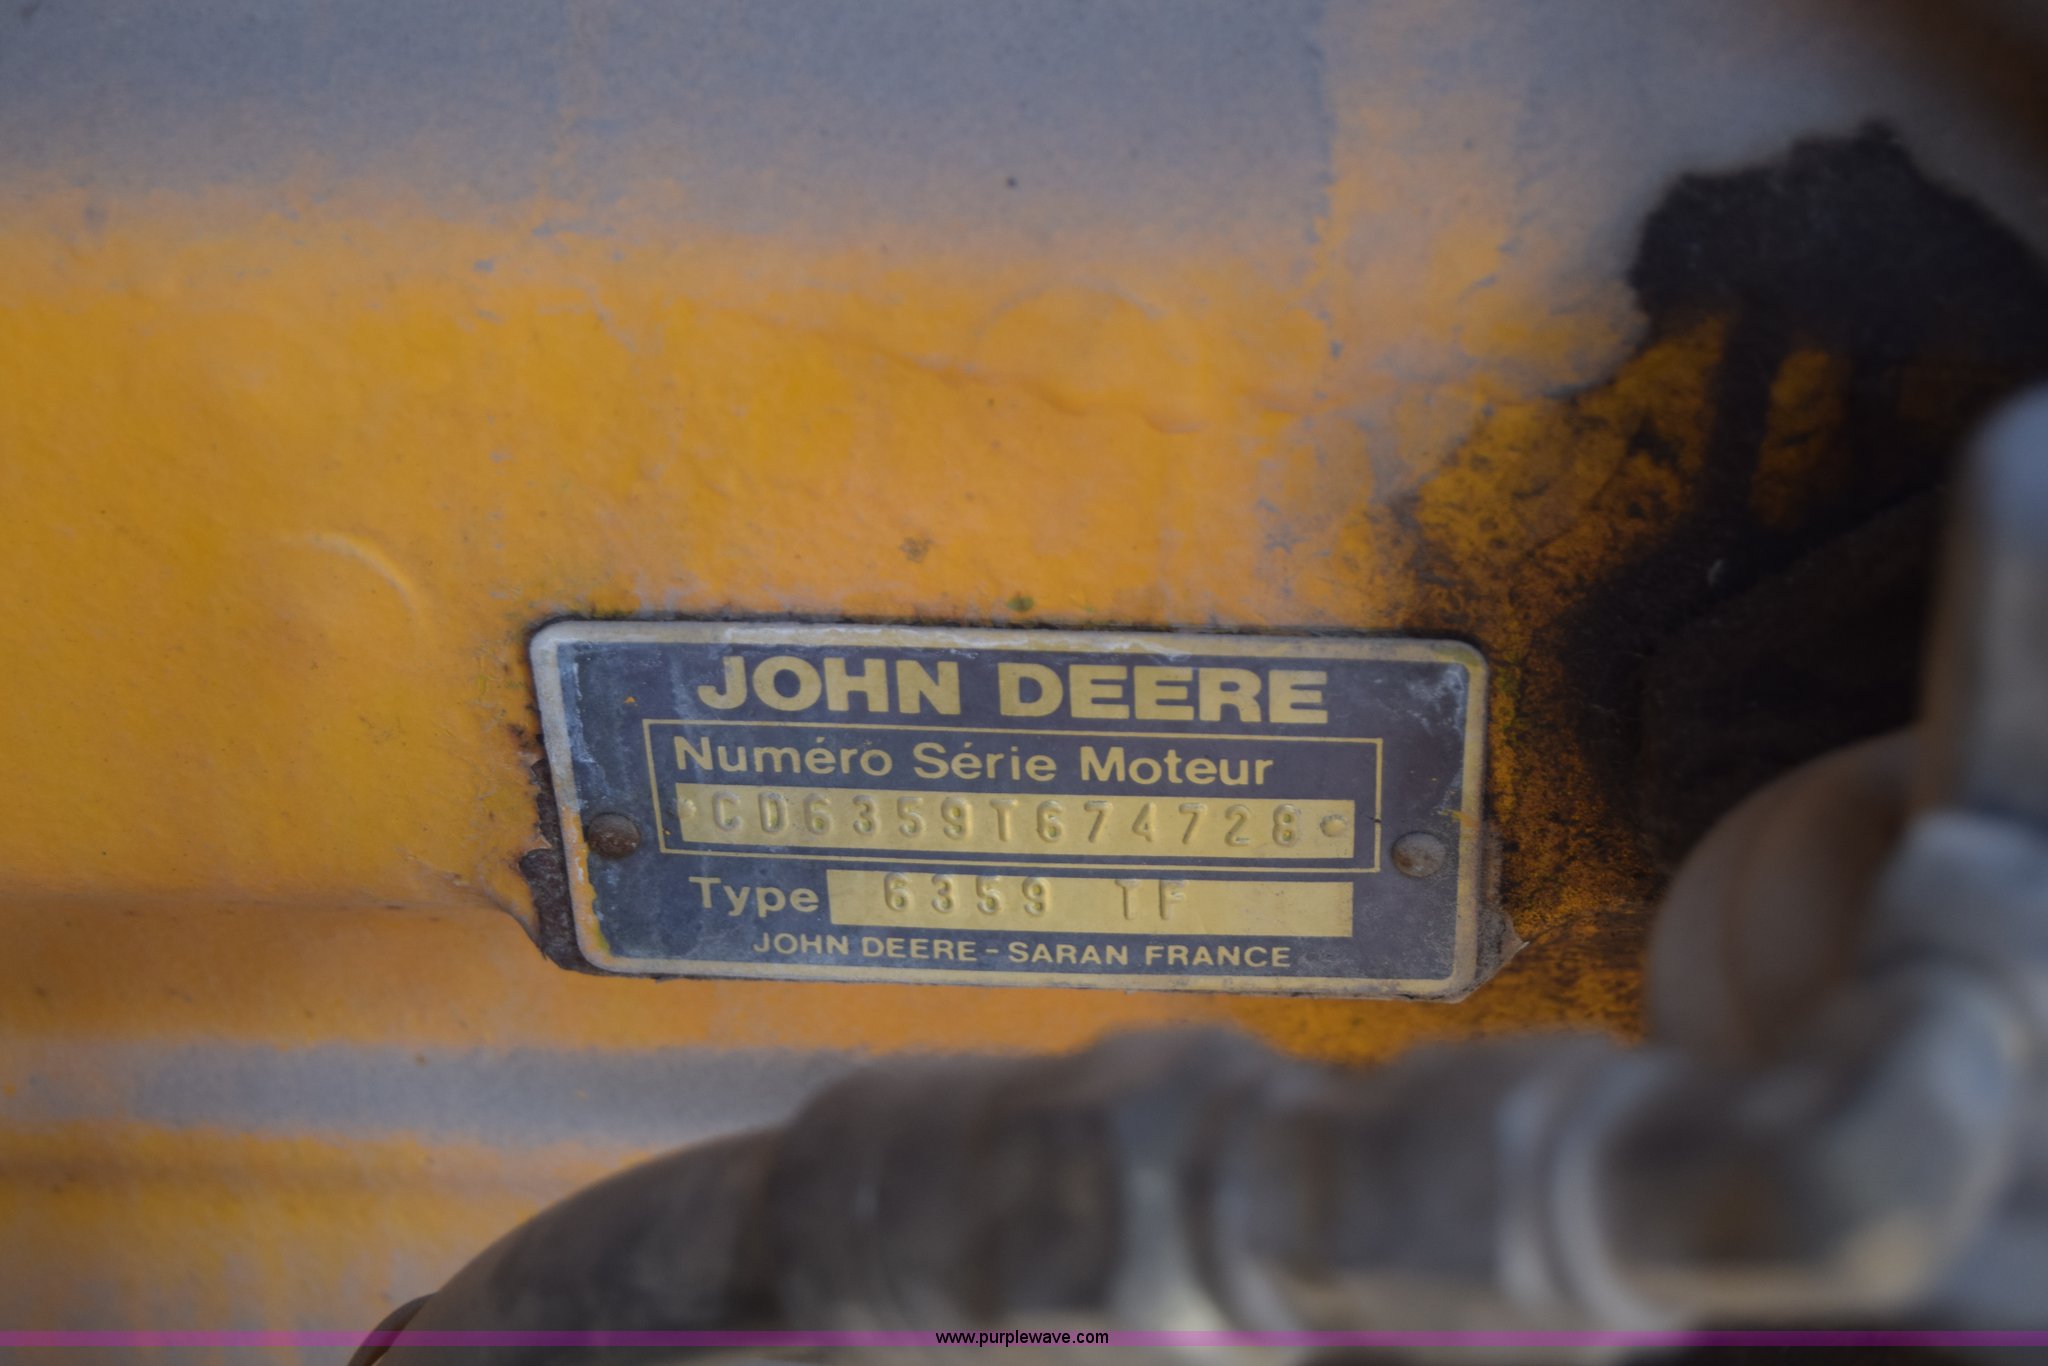 JOHN DEERE
Numéro Série Moteur
*CD6359T674728*
Type 6359 TF
JOHN DEERE - SARAN FRANCE
www.purplewave.com